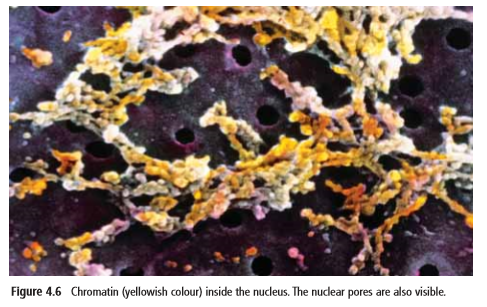 Figure 4.6 Chromatin (yellowish colour) inside the nucleus. The nuclear pores are also visible.